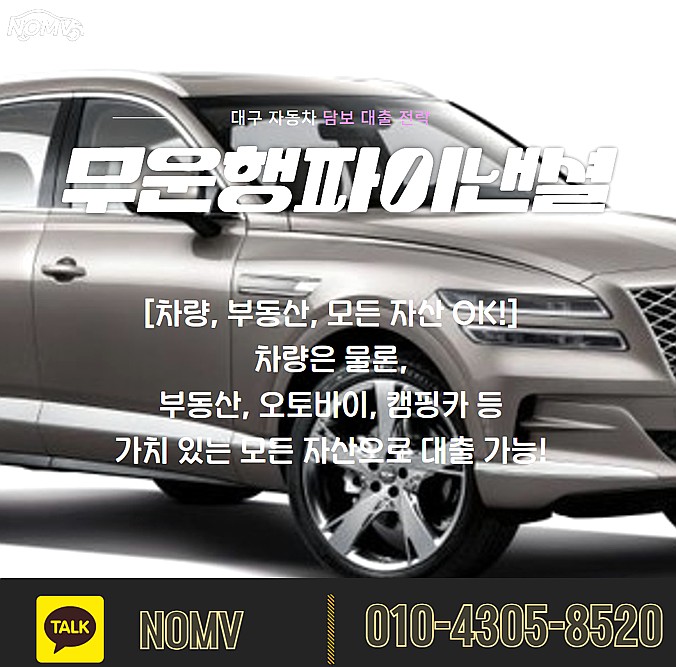 NOMV
대구 자동차 담보 대출 전략
무운행파이낸셜
[차량, 부동산, 모든 자산 OK!]
차량은 물론,
부동산, 오토바이, 캠핑카 등
가치 있는 모든 자산으로 대출 가능!
TALK
NOMV
010-4305-8520